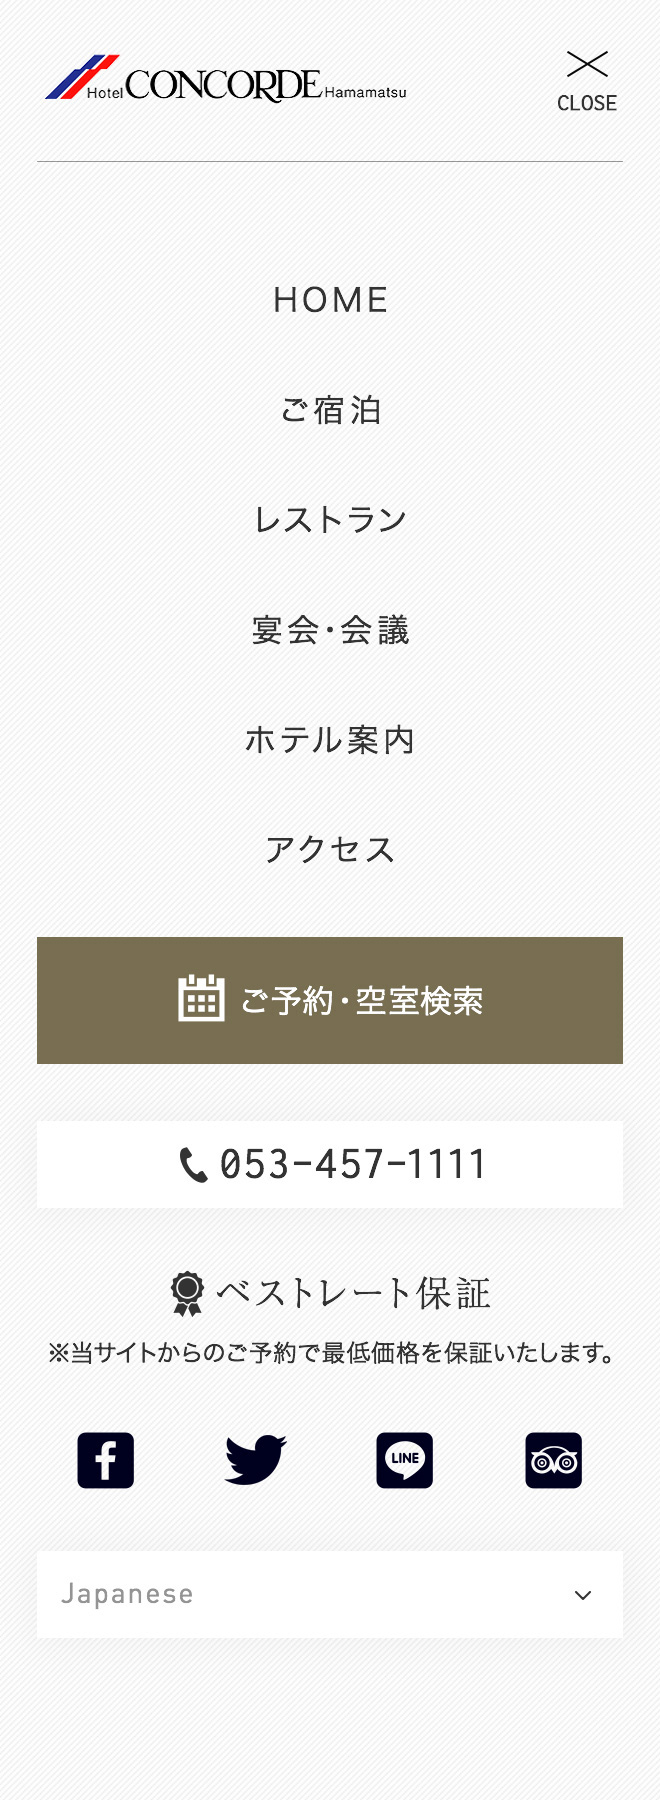 Hotel CONCORDE Hamamatsu
CLOSE
HOME
ご宿泊
レストラン
宴会・会議
ホテル案内
アクセス
ご予約・空室検索
053-457-1111
ベストレート保証
※当サイトからのご予約で最低価格を保証いたします。
LINE
Japanese